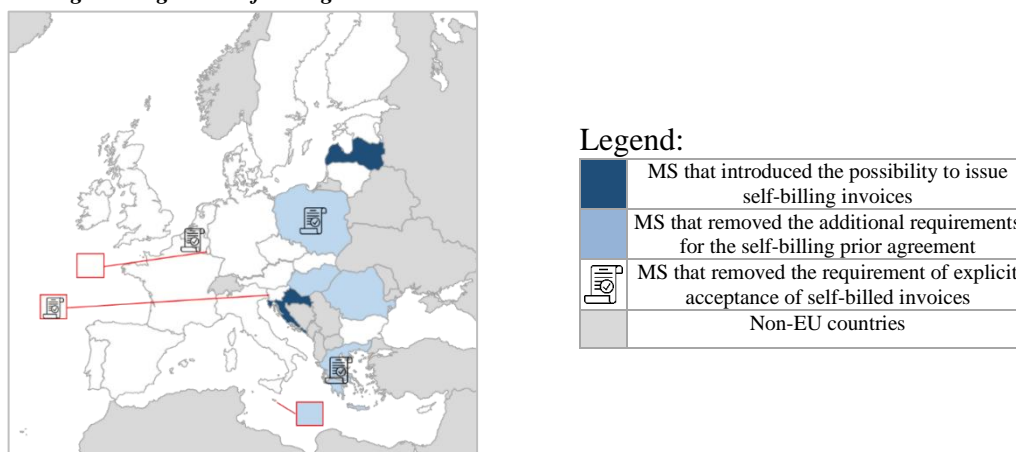 Legend:
MS that introduced the possibility to issue
self-billing invoices
MS that removed the additional requirements
for the self-billing prior agreement
MS that removed the requirement of explicit
acceptance of self-billed invoices
Non-EU countries